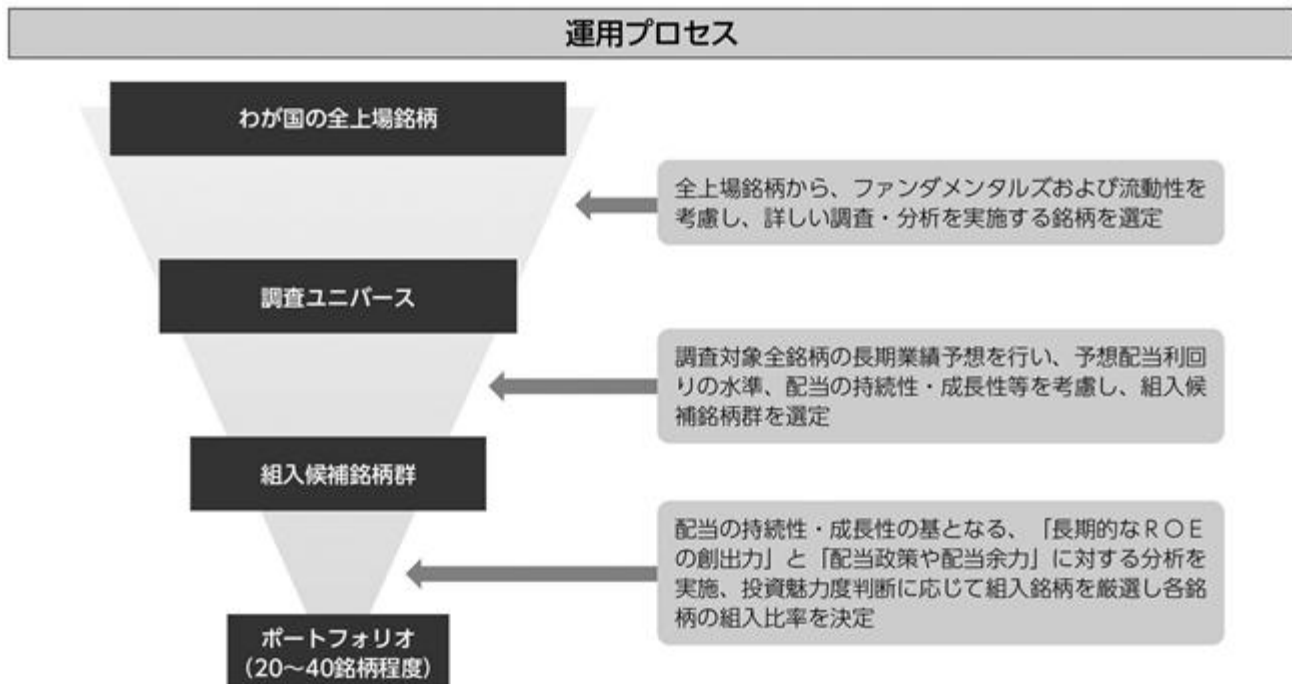 運用プロセス
わが国の全上場銘柄
全上場銘柄から、ファンダメンタルズおよび流動性を
考慮し、詳しい調査・分析を実施する銘柄を選定
調査ユニバース
調査対象全銘柄の長期業績予想を行い、予想配当利回
りの水準、配当の持続性・成長性等を考慮し、組入候
補銘柄群を選定
組入候補銘柄群
配当の持続性・成長性の基となる、「長期的なＲＯＥ
の創出力」と「配当政策や配当余力」に対する分析を
実施、投資魅力度判断に応じて組入銘柄を厳選し各銘
柄の組入比率を決定
ポートフォリオ
（20～40銘柄程度）